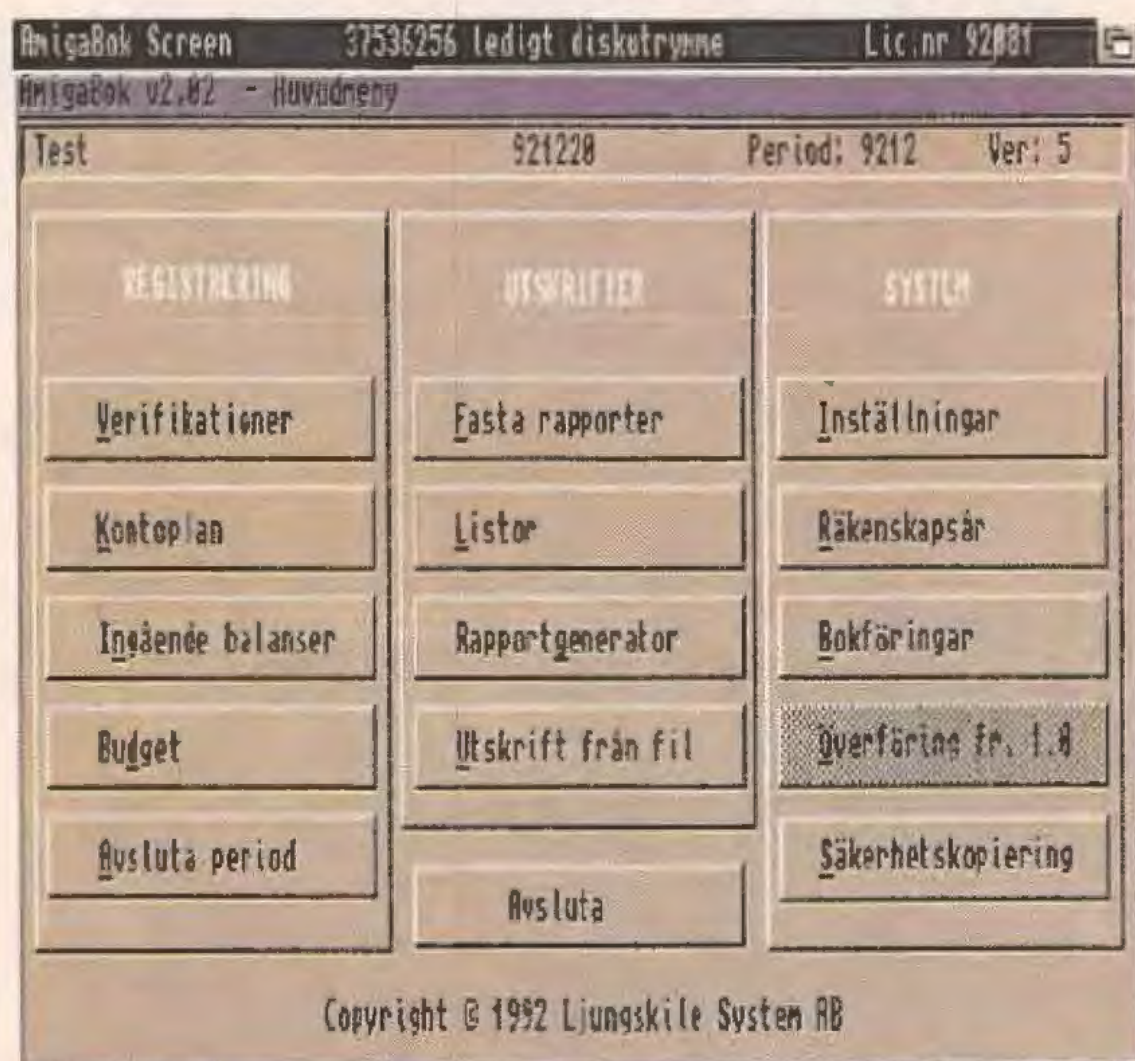 AmigaBok Screen 37536256 ledigt diskutrymme Lic.nr 92081
AmigaBok v2.02 - Huvudmeny
Test 921220 Period: 9212 Ver: 5
REGISTRERING
Verifikationer
Kontoplan
Ingående balanser
Budget
Avsluta period
UTSKRIFTER
Fasta rapporter
Listor
Rapportgenerator
Utskrift från fil
Avsluta
SYSTEM
Inställningar
Räkenskapsår
Bokföringar
Överföring fr. 1.0
Säkerhetskopiering
Copyright © 1992 Ljungskile System AB